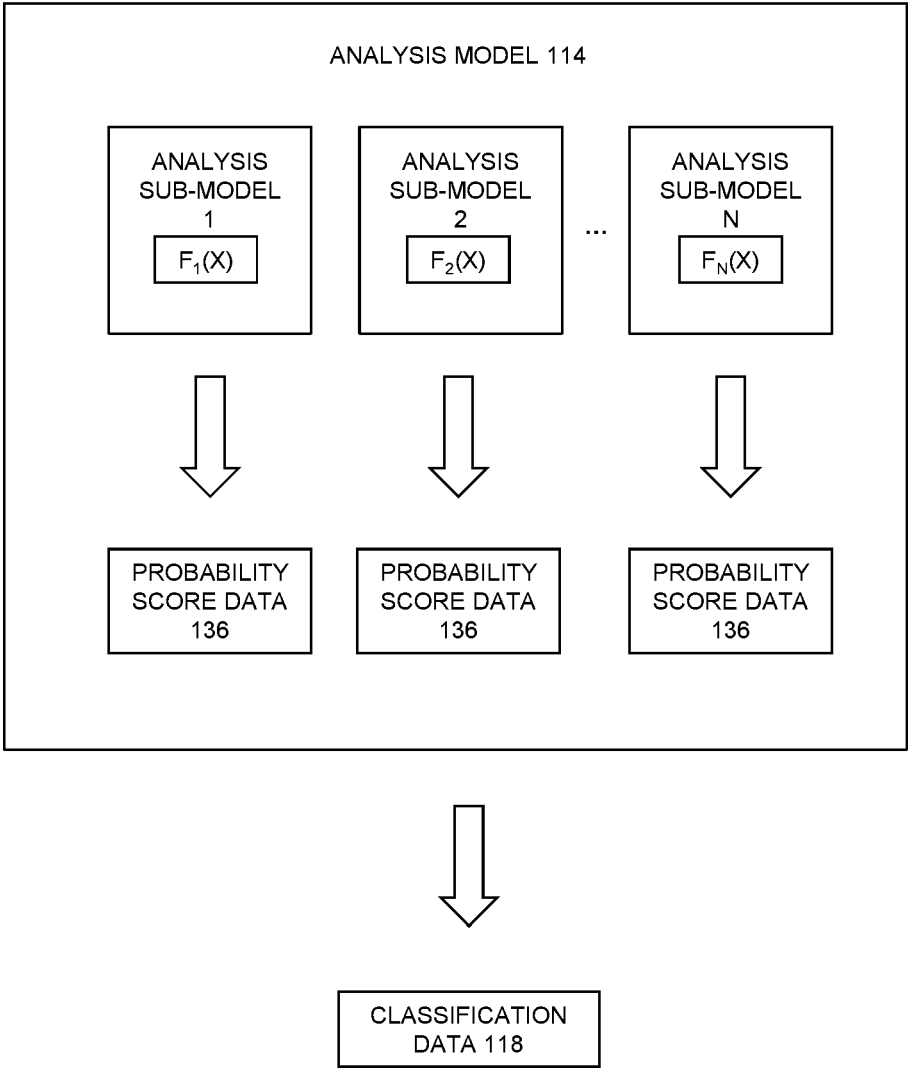 ANALYSIS MODEL 114
ANALYSIS
SUB-MODEL
1
F₁(X)
ANALYSIS
SUB-MODEL
2
F₂(X)
...
ANALYSIS
SUB-MODEL
N
F_N(X)
PROBABILITY
SCORE DATA
136
PROBABILITY
SCORE DATA
136
PROBABILITY
SCORE DATA
136
CLASSIFICATION
DATA 118